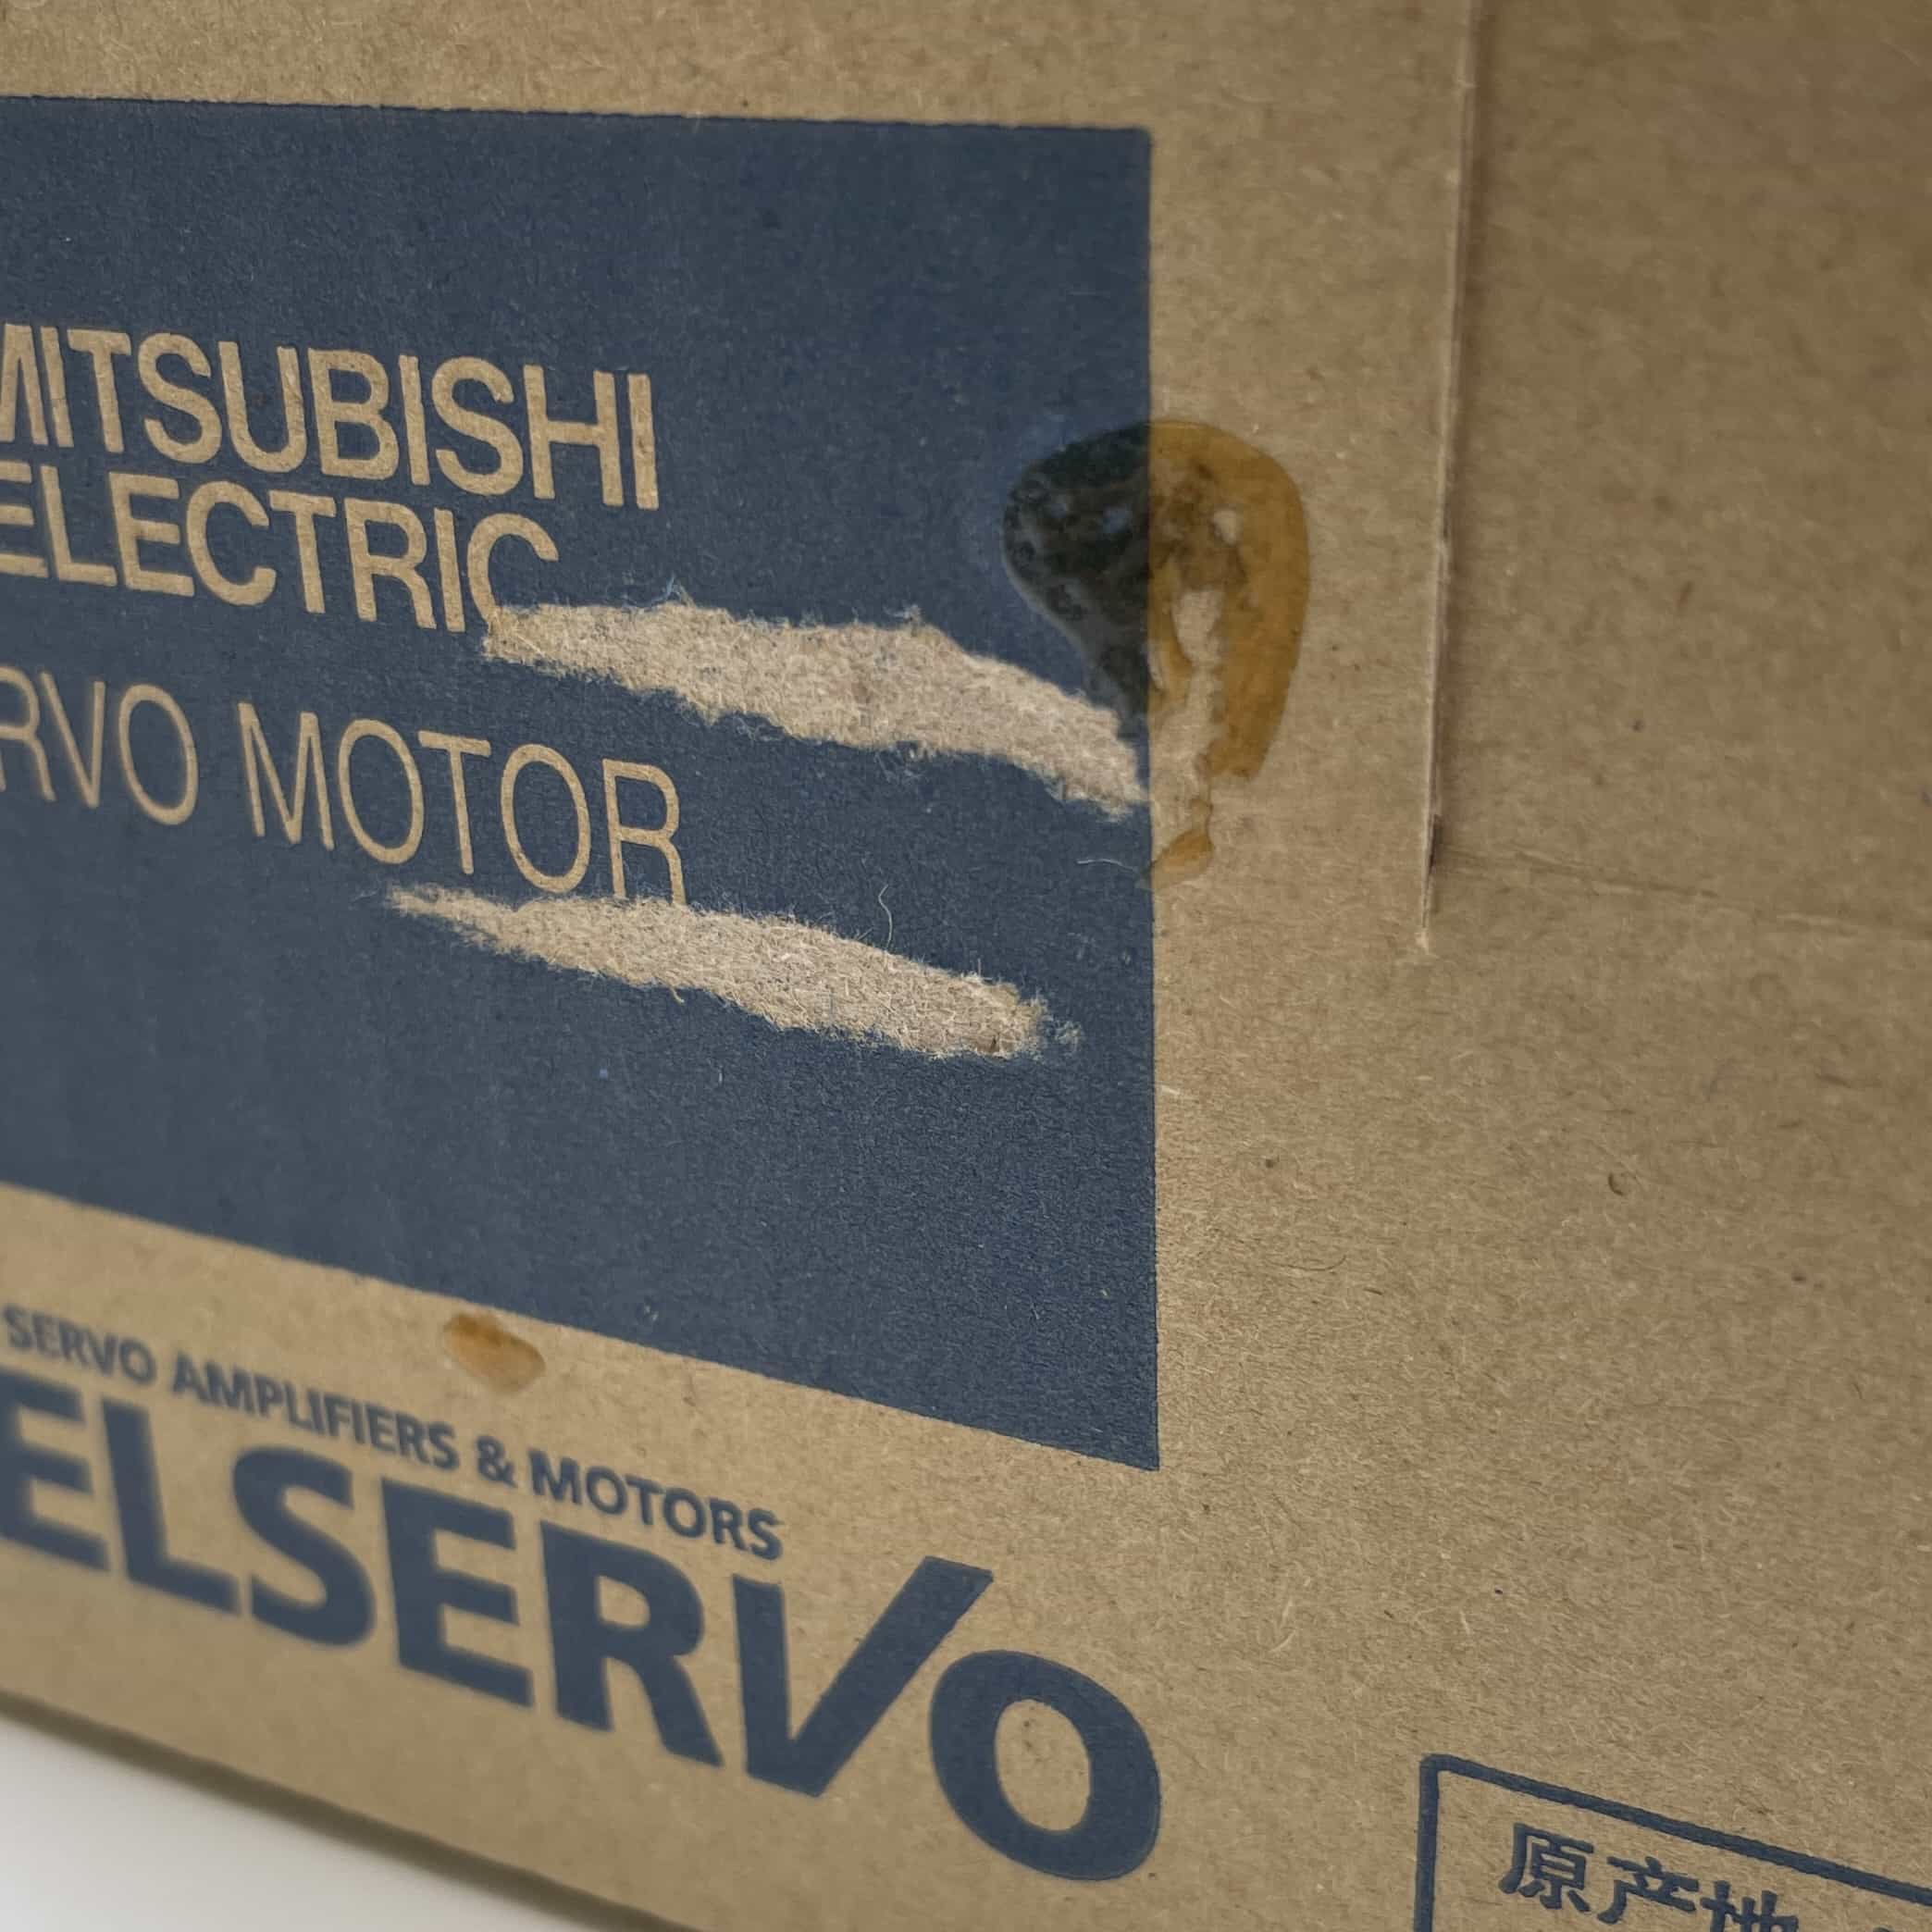 MITSUBISHI
ELECTRIC
RVO MOTOR
SERVO AMPLIFIERS & MOTORS
ELSERVO
原产地